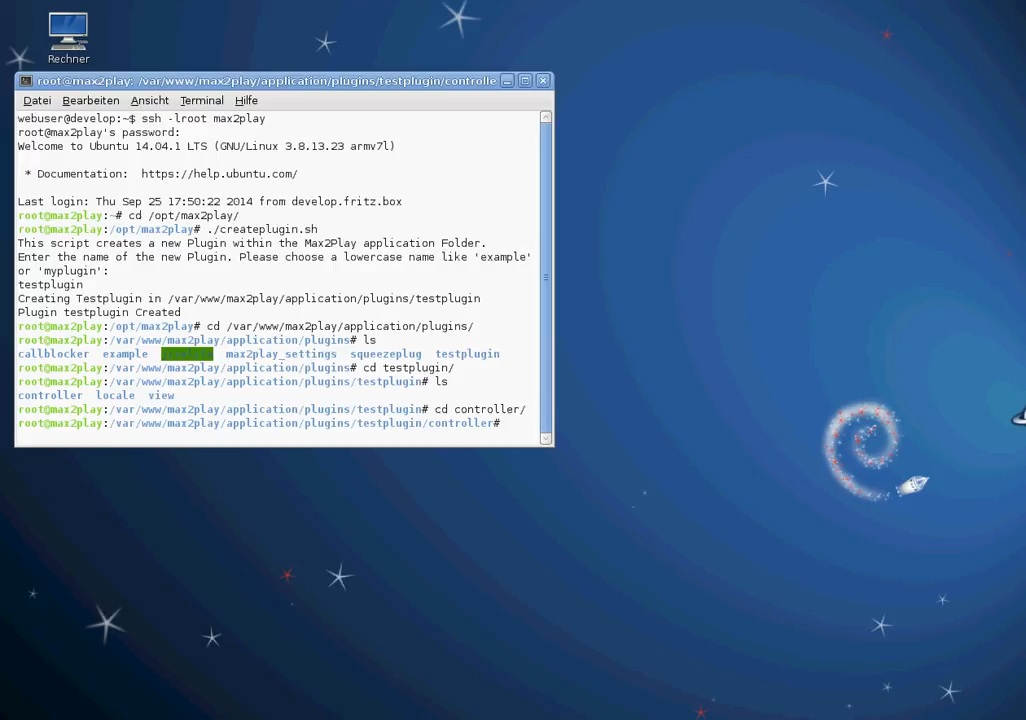 Rechner
root@max2play: /var/www/max2play/application/plugins/testplugin/controlle
Datei Bearbeiten Ansicht Terminal Hilfe
webuser@develop:~$ ssh -lroot max2play
root@max2play's password:
Welcome to Ubuntu 14.04.1 LTS (GNU/Linux 3.8.13.23 armv7l)
* Documentation:  https://help.ubuntu.com/
Last login: Thu Sep 25 17:50:22 2014 from develop.fritz.box
root@max2play:~# cd /opt/max2play/
root@max2play:/opt/max2play# ./createplugin.sh
This script creates a new Plugin within the Max2Play application Folder.
Enter the name of the new Plugin. Please choose a lowercase name like 'example'
or 'myplugin':
testplugin
Creating Testplugin in /var/www/max2play/application/plugins/testplugin
Plugin testplugin Created
root@max2play:/opt/max2play# cd /var/www/max2play/application/plugins/
root@max2play:/var/www/max2play/application/plugins# ls
callblocker  example  max2play_settings  squeezeplug  testplugin
root@max2play:/var/www/max2play/application/plugins# cd testplugin/
root@max2play:/var/www/max2play/application/plugins/testplugin# ls
controller  locale  view
root@max2play:/var/www/max2play/application/plugins/testplugin# cd controller/
root@max2play:/var/www/max2play/application/plugins/testplugin/controller#